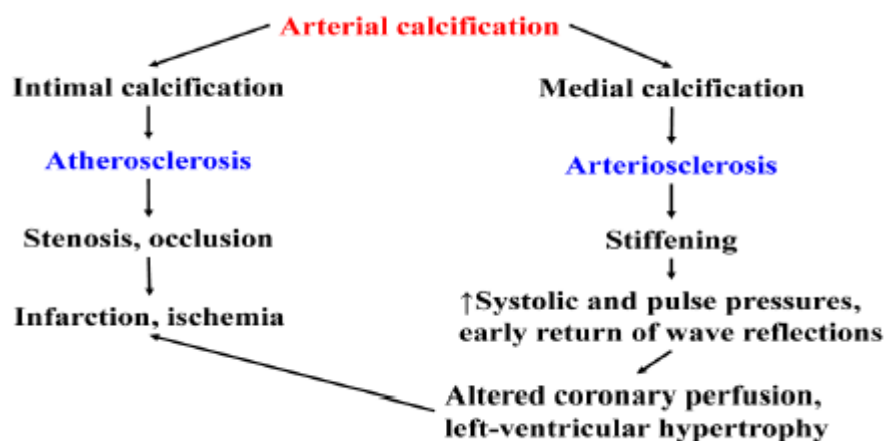 Arterial calcification
Intimal calcification
Medial calcification
Atherosclerosis
Arteriosclerosis
Stenosis, occlusion
Stiffening
Infarction, ischemia
↑Systolic and pulse pressures,
early return of wave reflections
Altered coronary perfusion,
left-ventricular hypertrophy